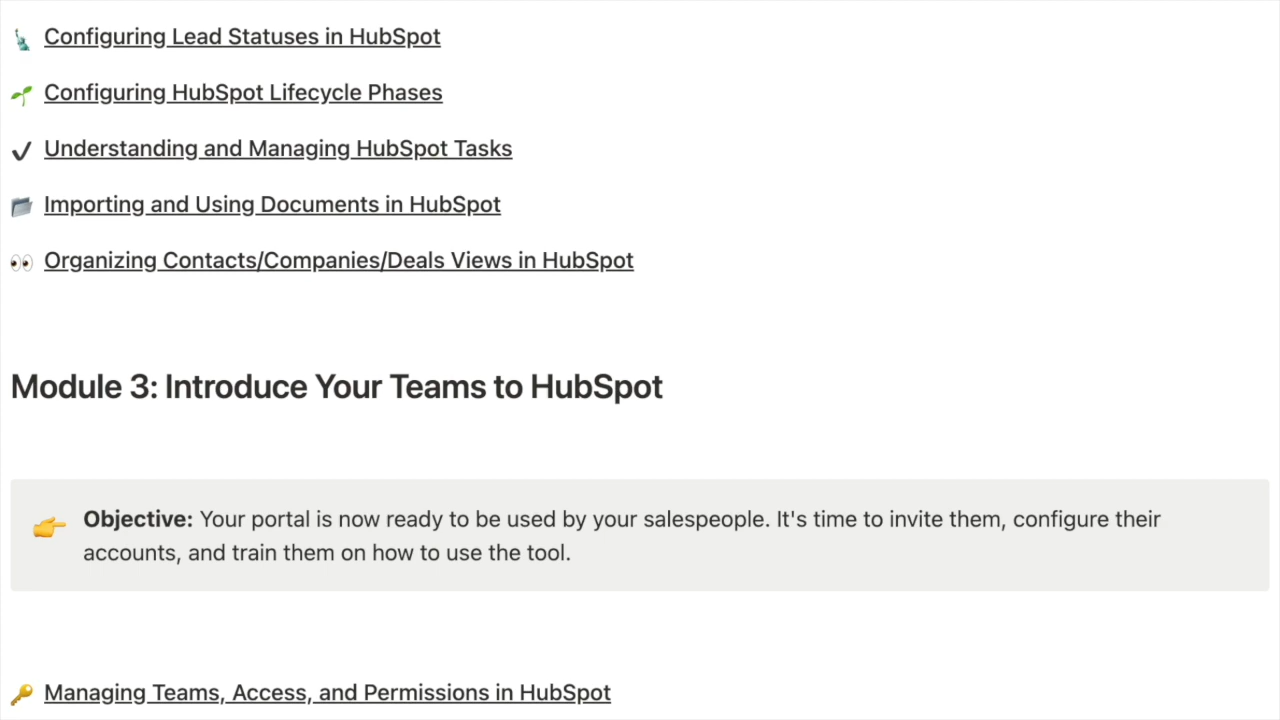 Configuring Lead Statuses in HubSpot
Configuring HubSpot Lifecycle Phases
Understanding and Managing HubSpot Tasks
Importing and Using Documents in HubSpot
Organizing Contacts/Companies/Deals Views in HubSpot
Module 3: Introduce Your Teams to HubSpot
Objective: Your portal is now ready to be used by your salespeople. It's time to invite them, configure their
accounts, and train them on how to use the tool.
Managing Teams, Access, and Permissions in HubSpot